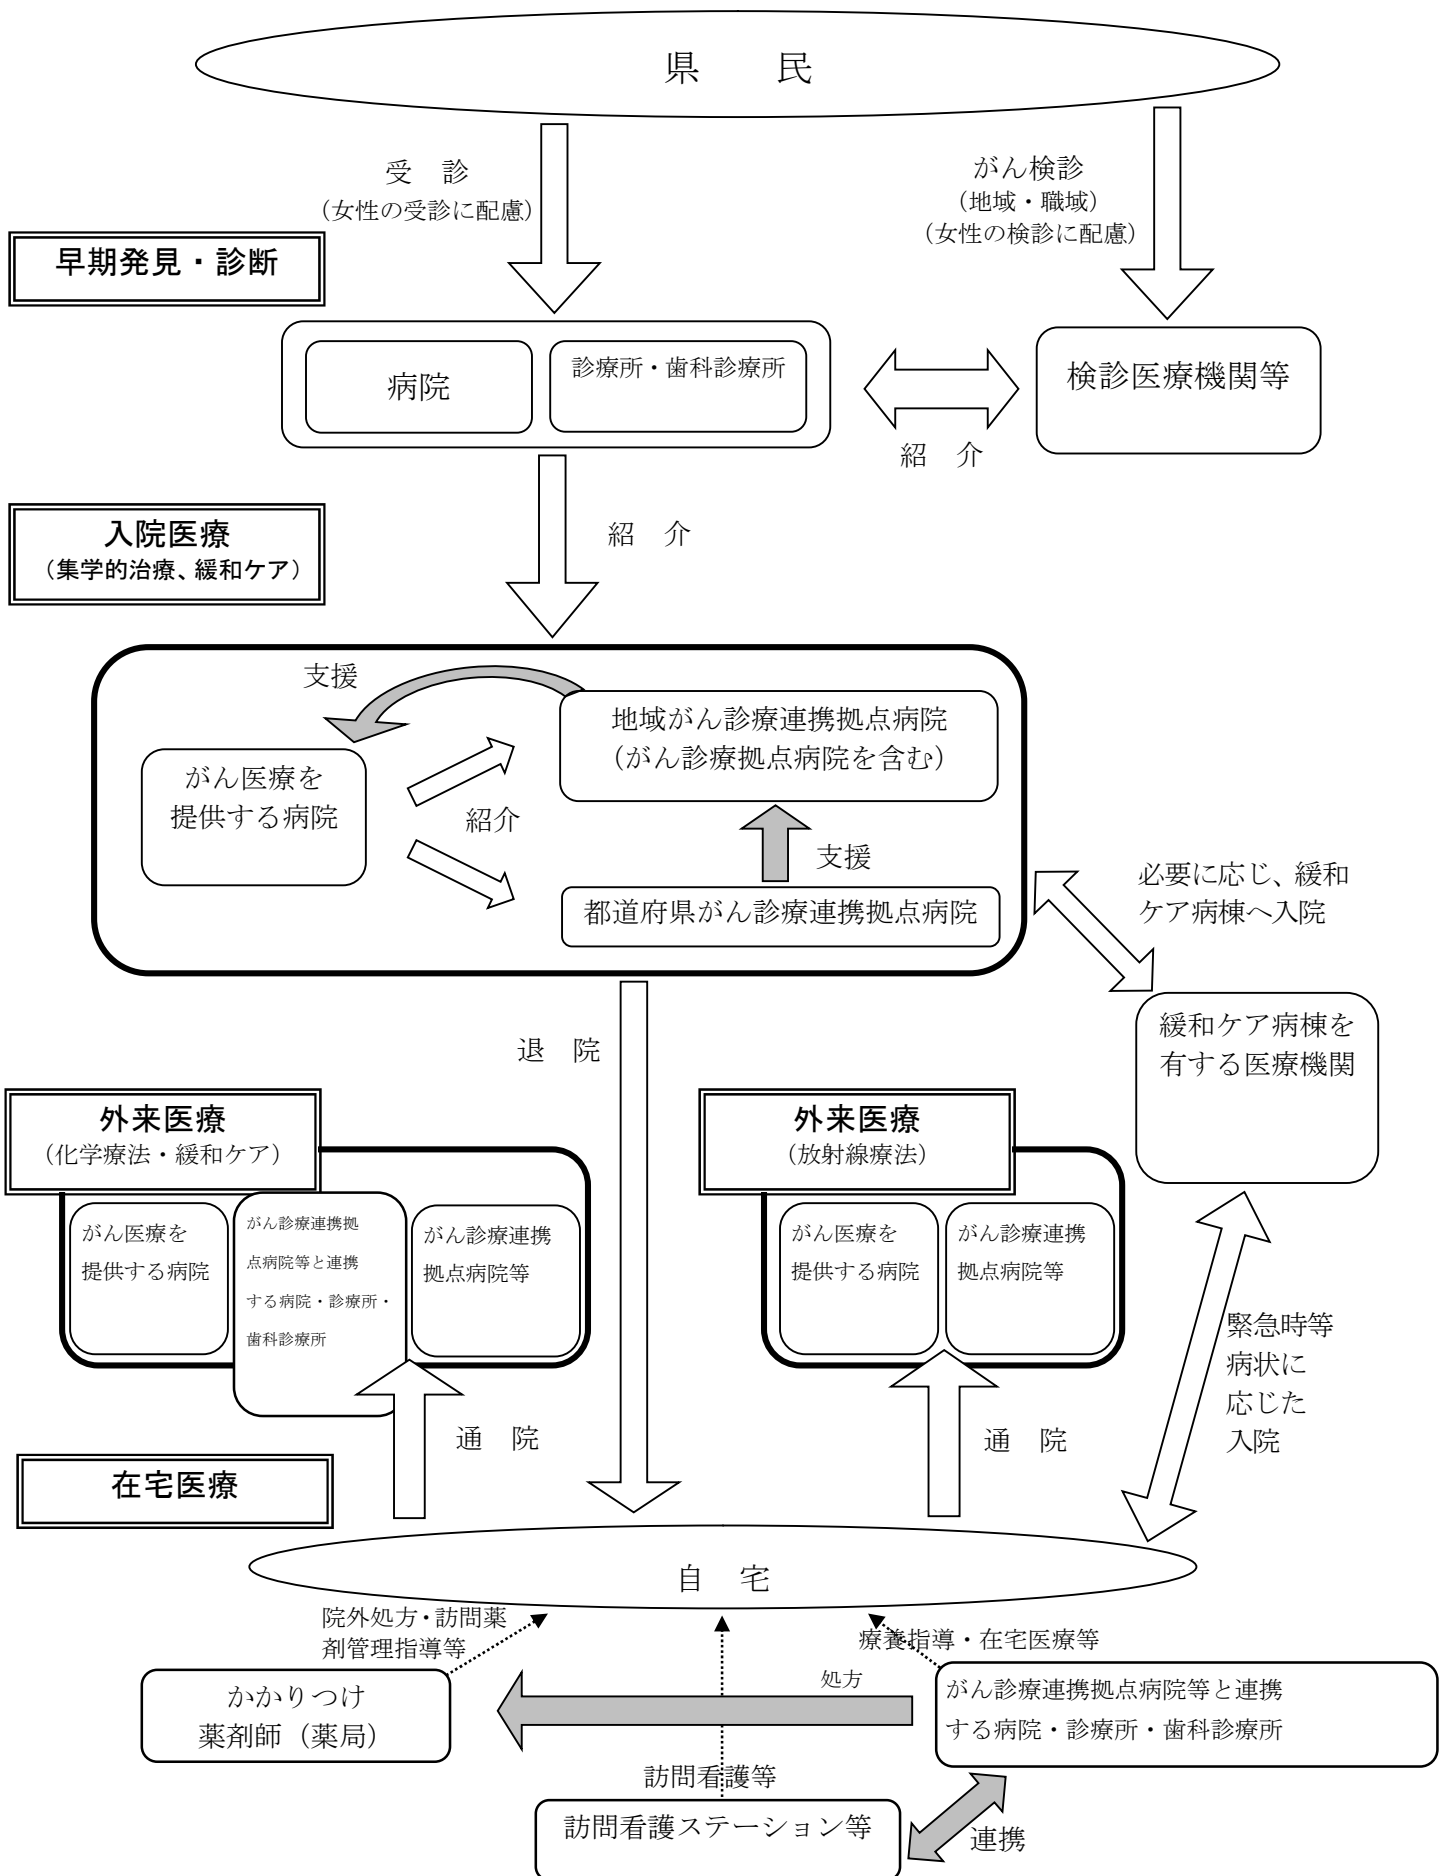 県　　民
受　診
（女性の受診に配慮）
がん検診
（地域・職域）
（女性の検診に配慮）
早期発見・診断
病院
診療所・歯科診療所
検診医療機関等
紹　介
入院医療
（集学的治療、緩和ケア）
紹　介
支援
地域がん診療連携拠点病院
（がん診療拠点病院を含む）
がん医療を
提供する病院
紹介
支援
都道府県がん診療連携拠点病院
必要に応じ、緩和
ケア病棟へ入院
緩和ケア病棟を
有する医療機関
退　院
外来医療
（化学療法・緩和ケア）
がん医療を
提供する病院
がん診療連携拠
点病院等と連携
する病院・診療所・
歯科診療所
がん診療連携
拠点病院等
外来医療
（放射線療法）
がん医療を
提供する病院
がん診療連携
拠点病院等
緊急時等
病状に
応じた
入院
通　院
通　院
在宅医療
自　宅
院外処方・訪問薬
剤管理指導等
療養指導・在宅医療等
かかりつけ
薬剤師（薬局）
処方
がん診療連携拠点病院等と連携
する病院・診療所・歯科診療所
訪問看護等
訪問看護ステーション等
連携